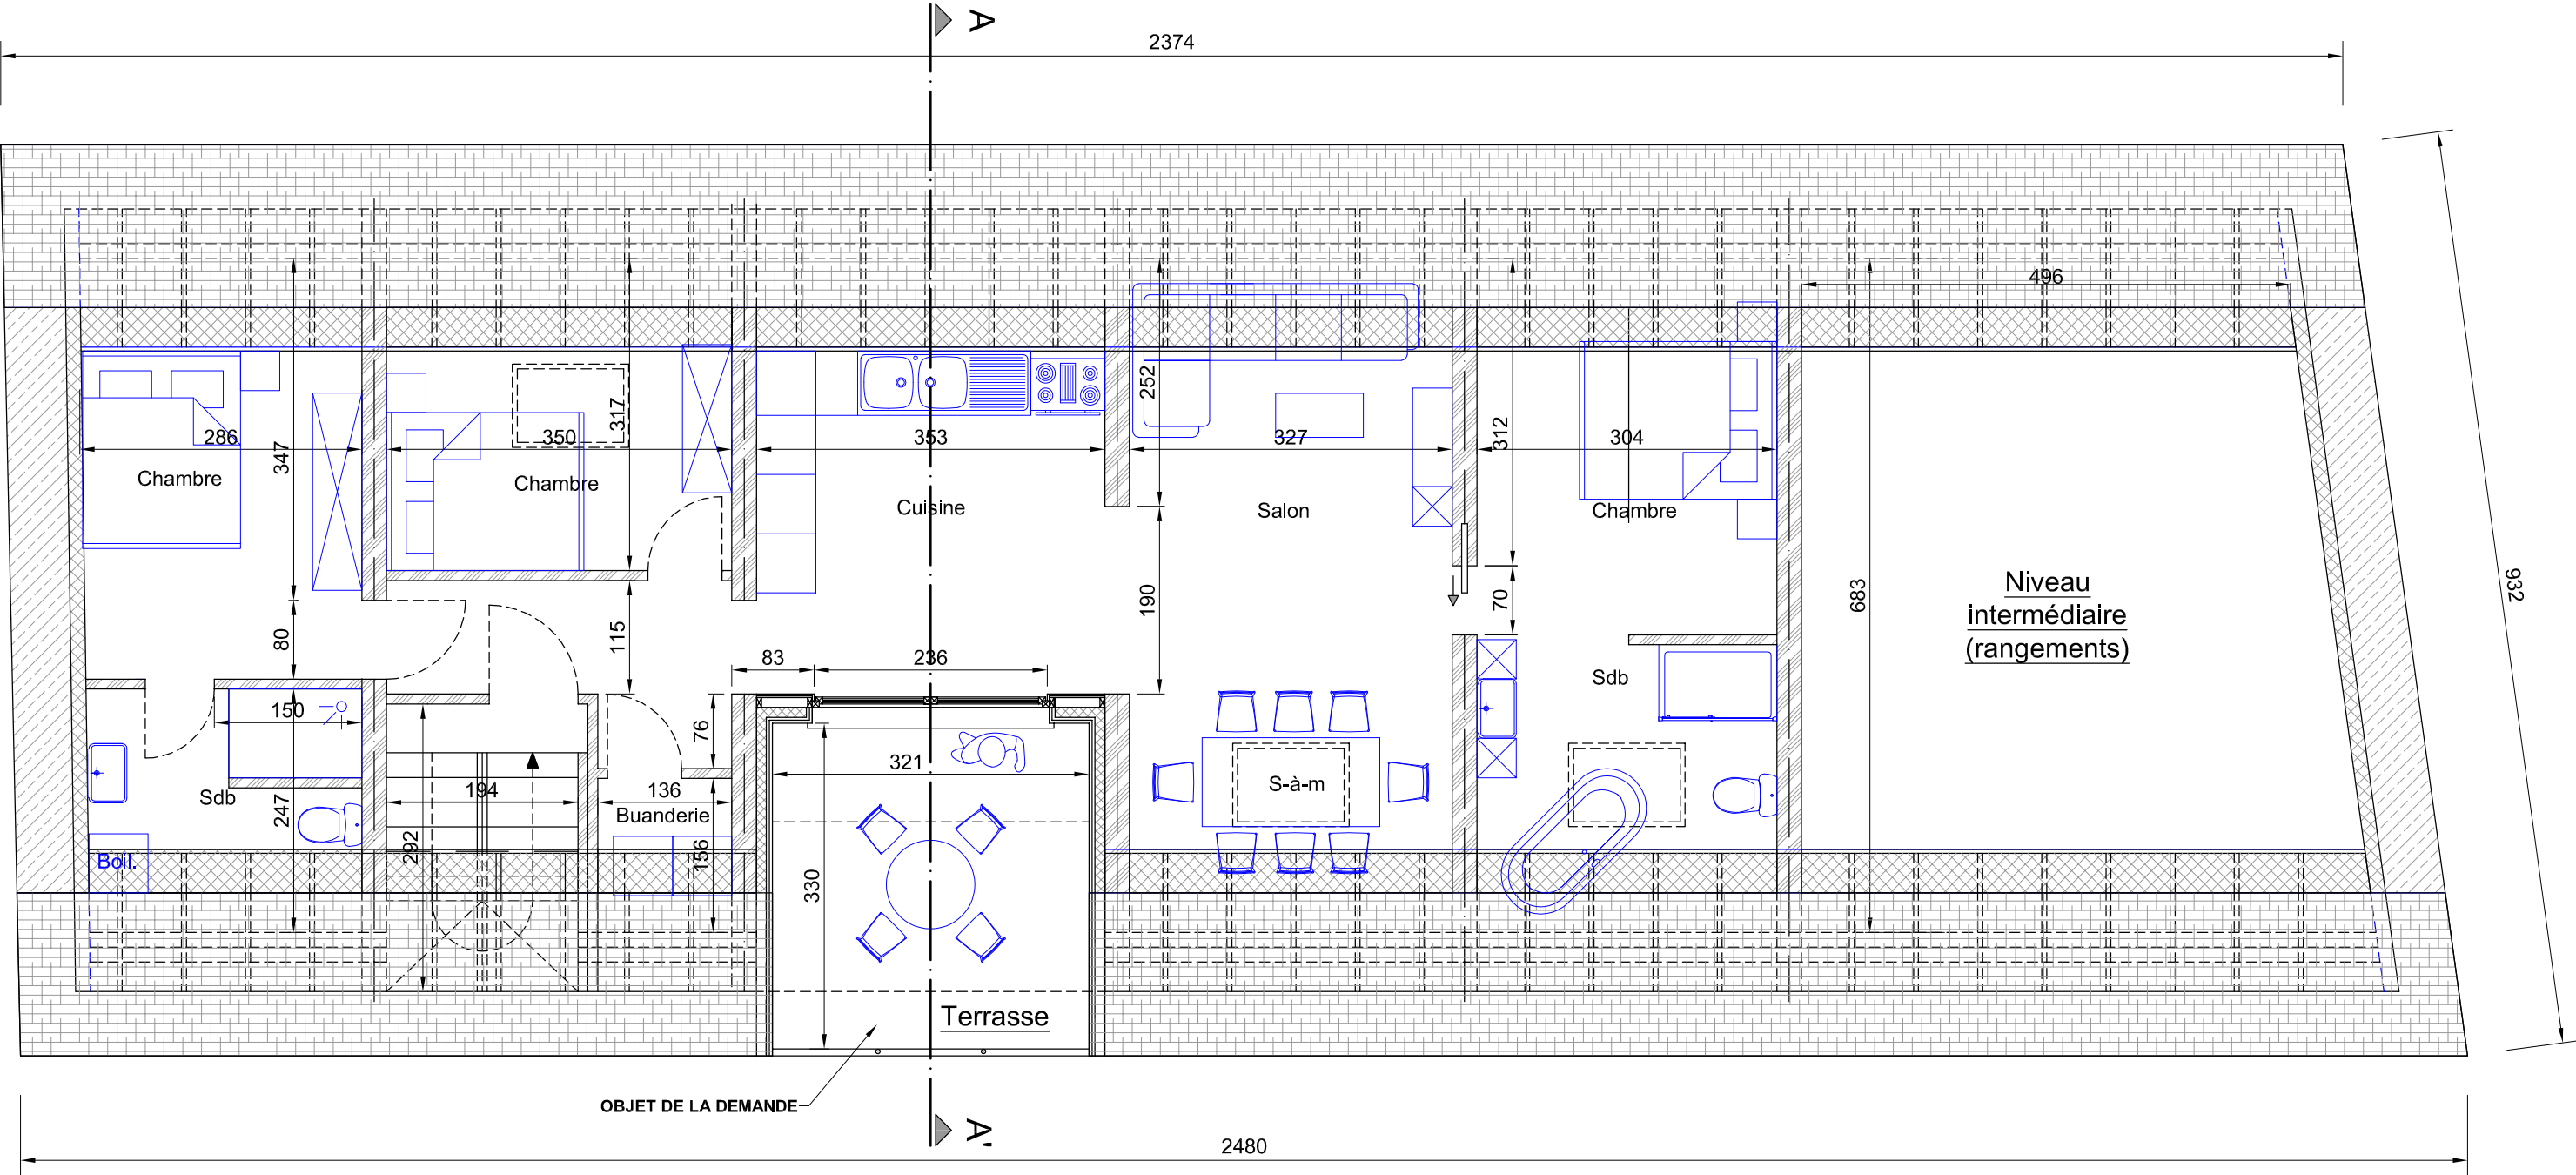 A
2374
932
496
286
347
Chambre
350
317
Chambre
353
Cuisine
252
327
Salon
312
304
Chambre
683
Niveau
intermédiaire
(rangements)
80
115
190
70
83
236
150
76
Sdb
Sdb
247
Boil.
194
292
136
Buanderie
156
321
330
S-à-m
Terrasse
OBJET DE LA DEMANDE
A'
2480